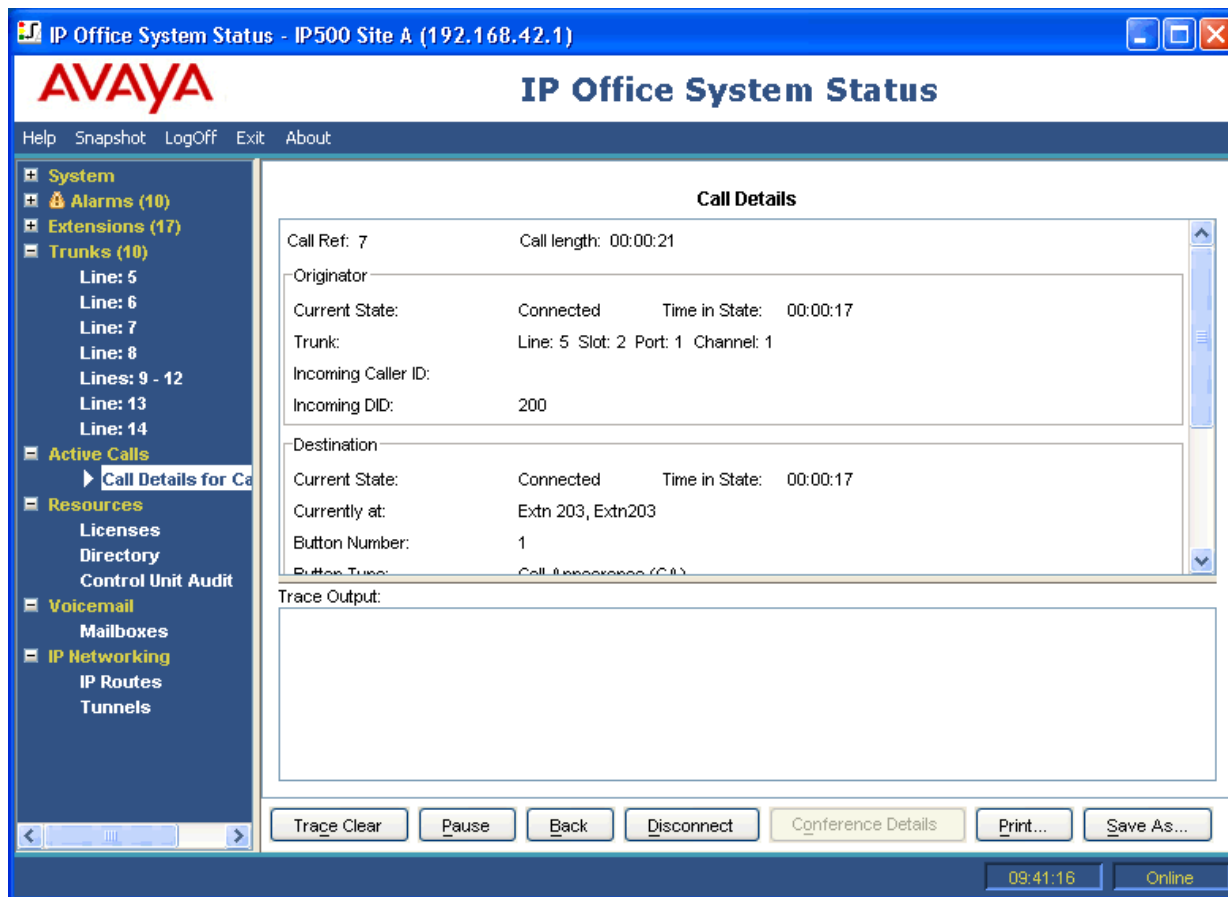 IP Office System Status - IP500 Site A (192.168.42.1)
AVAYA
IP Office System Status
Help Snapshot LogOff Exit About
System
Alarms (10)
Extensions (17)
Trunks (10)
Line: 5
Line: 6
Line: 7
Line: 8
Lines: 9 - 12
Line: 13
Line: 14
Active Calls
Call Details for Ca
Resources
Licenses
Directory
Control Unit Audit
Voicemail
Mailboxes
IP Networking
IP Routes
Tunnels
Call Details
Call Ref: 7 Call length: 00:00:21
Originator
Current State: Connected Time in State: 00:00:17
Trunk: Line: 5 Slot: 2 Port: 1 Channel: 1
Incoming Caller ID:
Incoming DID: 200
Destination
Current State: Connected Time in State: 00:00:17
Currently at: Extn 203, Extn203
Button Number: 1
Button Type: Call Appearance (CA)
Trace Output:
Trace Clear Pause Back Disconnect Conference Details Print... Save As...
09:41:16 Online